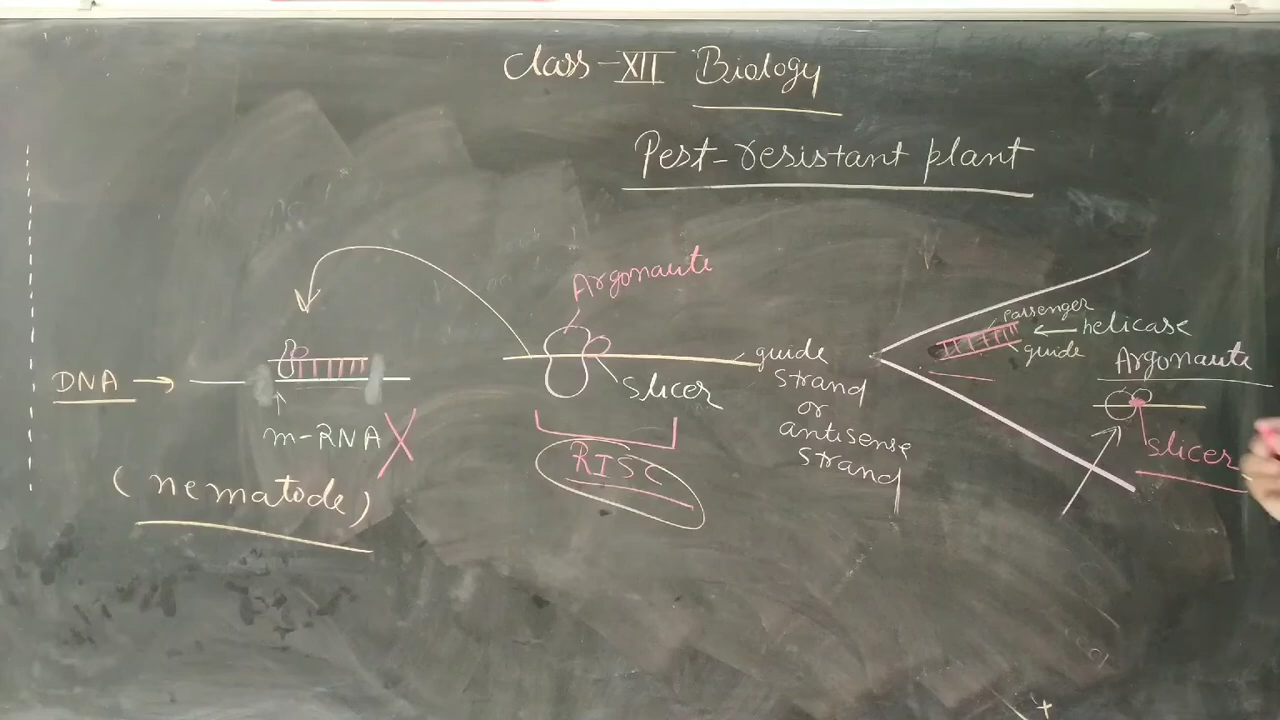 Class-XII Biology
Pest-resistant plant
Argonaute
passenger
helicase
guide
guide
strand
or
antisense
strand
Argonaute
slicer
slicer
DNA
m-RNA
RISC
(nematode)